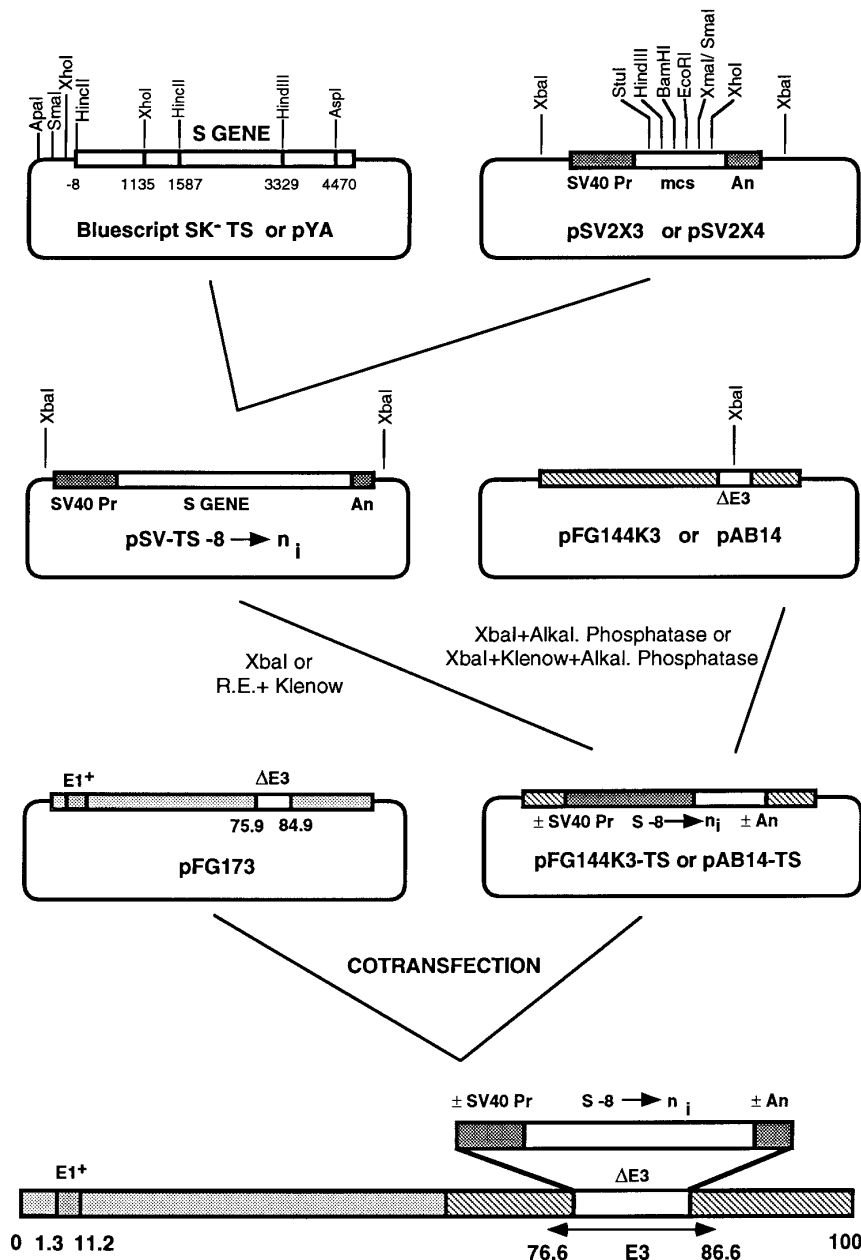 ApaI
SmaI
XhoI
HincII
XhoI
HincII
HindIII
AspI
S GENE
-8 1135 1587 3329 4470
Bluescript SK- TS or pYA
XbaI
StuI
HindIII
BamHI
EcoRI
XmaI/ SmaI
XhoI
XbaI
SV40 Pr mcs An
pSV2X3 or pSV2X4
XbaI
XbaI
SV40 Pr S GENE An
pSV-TS -8 → n i
XbaI
ΔE3
pFG144K3 or pAB14
XbaI or
R.E.+ Klenow
XbaI+Alkal. Phosphatase or
XbaI+Klenow+Alkal. Phosphatase
E1+ ΔE3
75.9 84.9
pFG173
± SV40 Pr S -8 → n i ± An
pFG144K3-TS or pAB14-TS
COTRANSFECTION
± SV40 Pr S -8 → n i ± An
E1+ ΔE3
0 1.3 11.2 76.6 E3 86.6 100